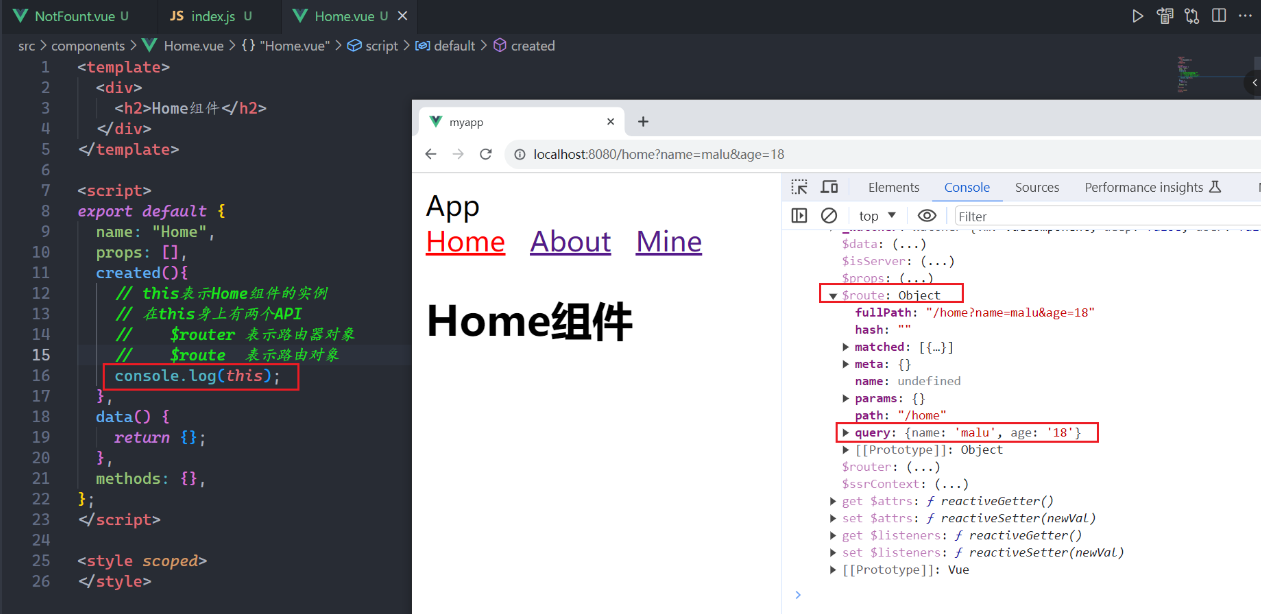 NotFount.vue U
JS index.js U
Home.vue U
src > components > Home.vue > {} "Home.vue" > script > default > created
1 <template>
2 <div>
3 <h2>Home组件</h2>
4 </div>
5 </template>
6
7 <script>
8 export default {
9 name: "Home",
10 props: [],
11 created(){
12 // this表示Home组件的实例
13 // 在this身上有两个API
14 // $router 表示路由器对象
15 // $route 表示路由对象
16 console.log(this);
17 },
18 data() {
19 return {};
20 },
21 methods: {},
22 };
23 </script>
24
25 <style scoped>
26 </style>
myapp
localhost:8080/home?name=malu&age=18
App
Home About Mine
Home组件
Elements Console Sources Performance insights
top Filter
$data: (...)
$isServer: (...)
$props: (...)
$route: Object
fullPath: "/home?name=malu&age=18"
hash: ""
matched: [{…}]
meta: {}
name: undefined
params: {}
path: "/home"
query: {name: 'malu', age: '18'}
[[Prototype]]: Object
$router: (...)
$ssrContext: (...)
get $attrs: ƒ reactiveGetter()
set $attrs: ƒ reactiveSetter(newVal)
get $listeners: ƒ reactiveGetter()
set $listeners: ƒ reactiveSetter(newVal)
[[Prototype]]: Vue